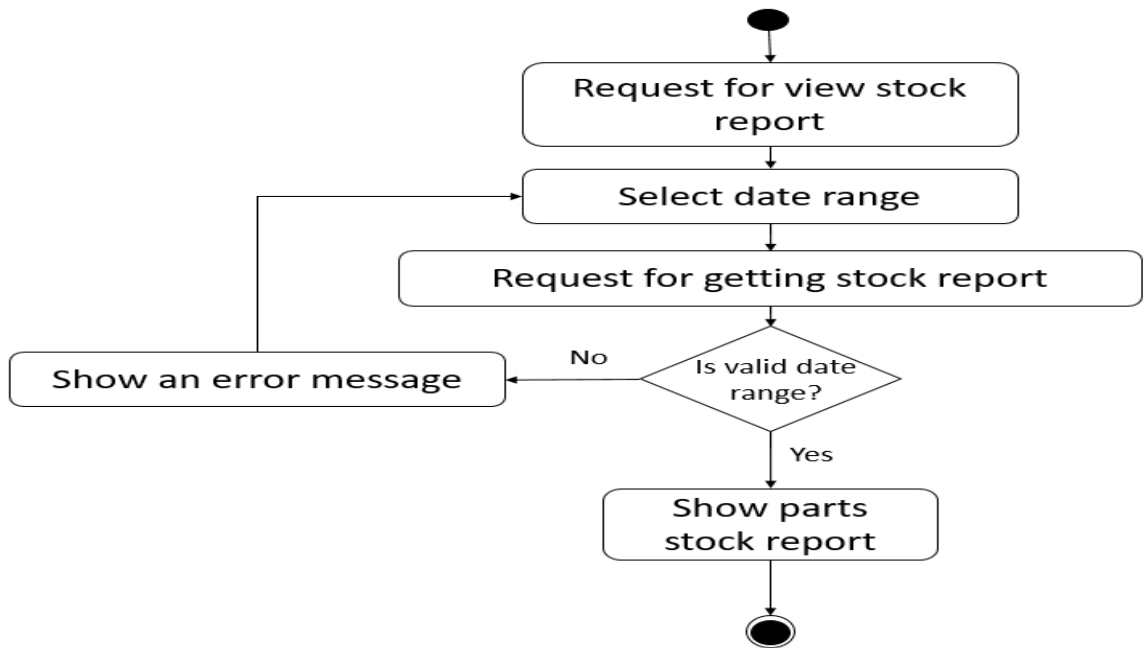 Request for view stock
report
Select date range
Request for getting stock report
No
Is valid date
range?
Show an error message
Yes
Show parts
stock report